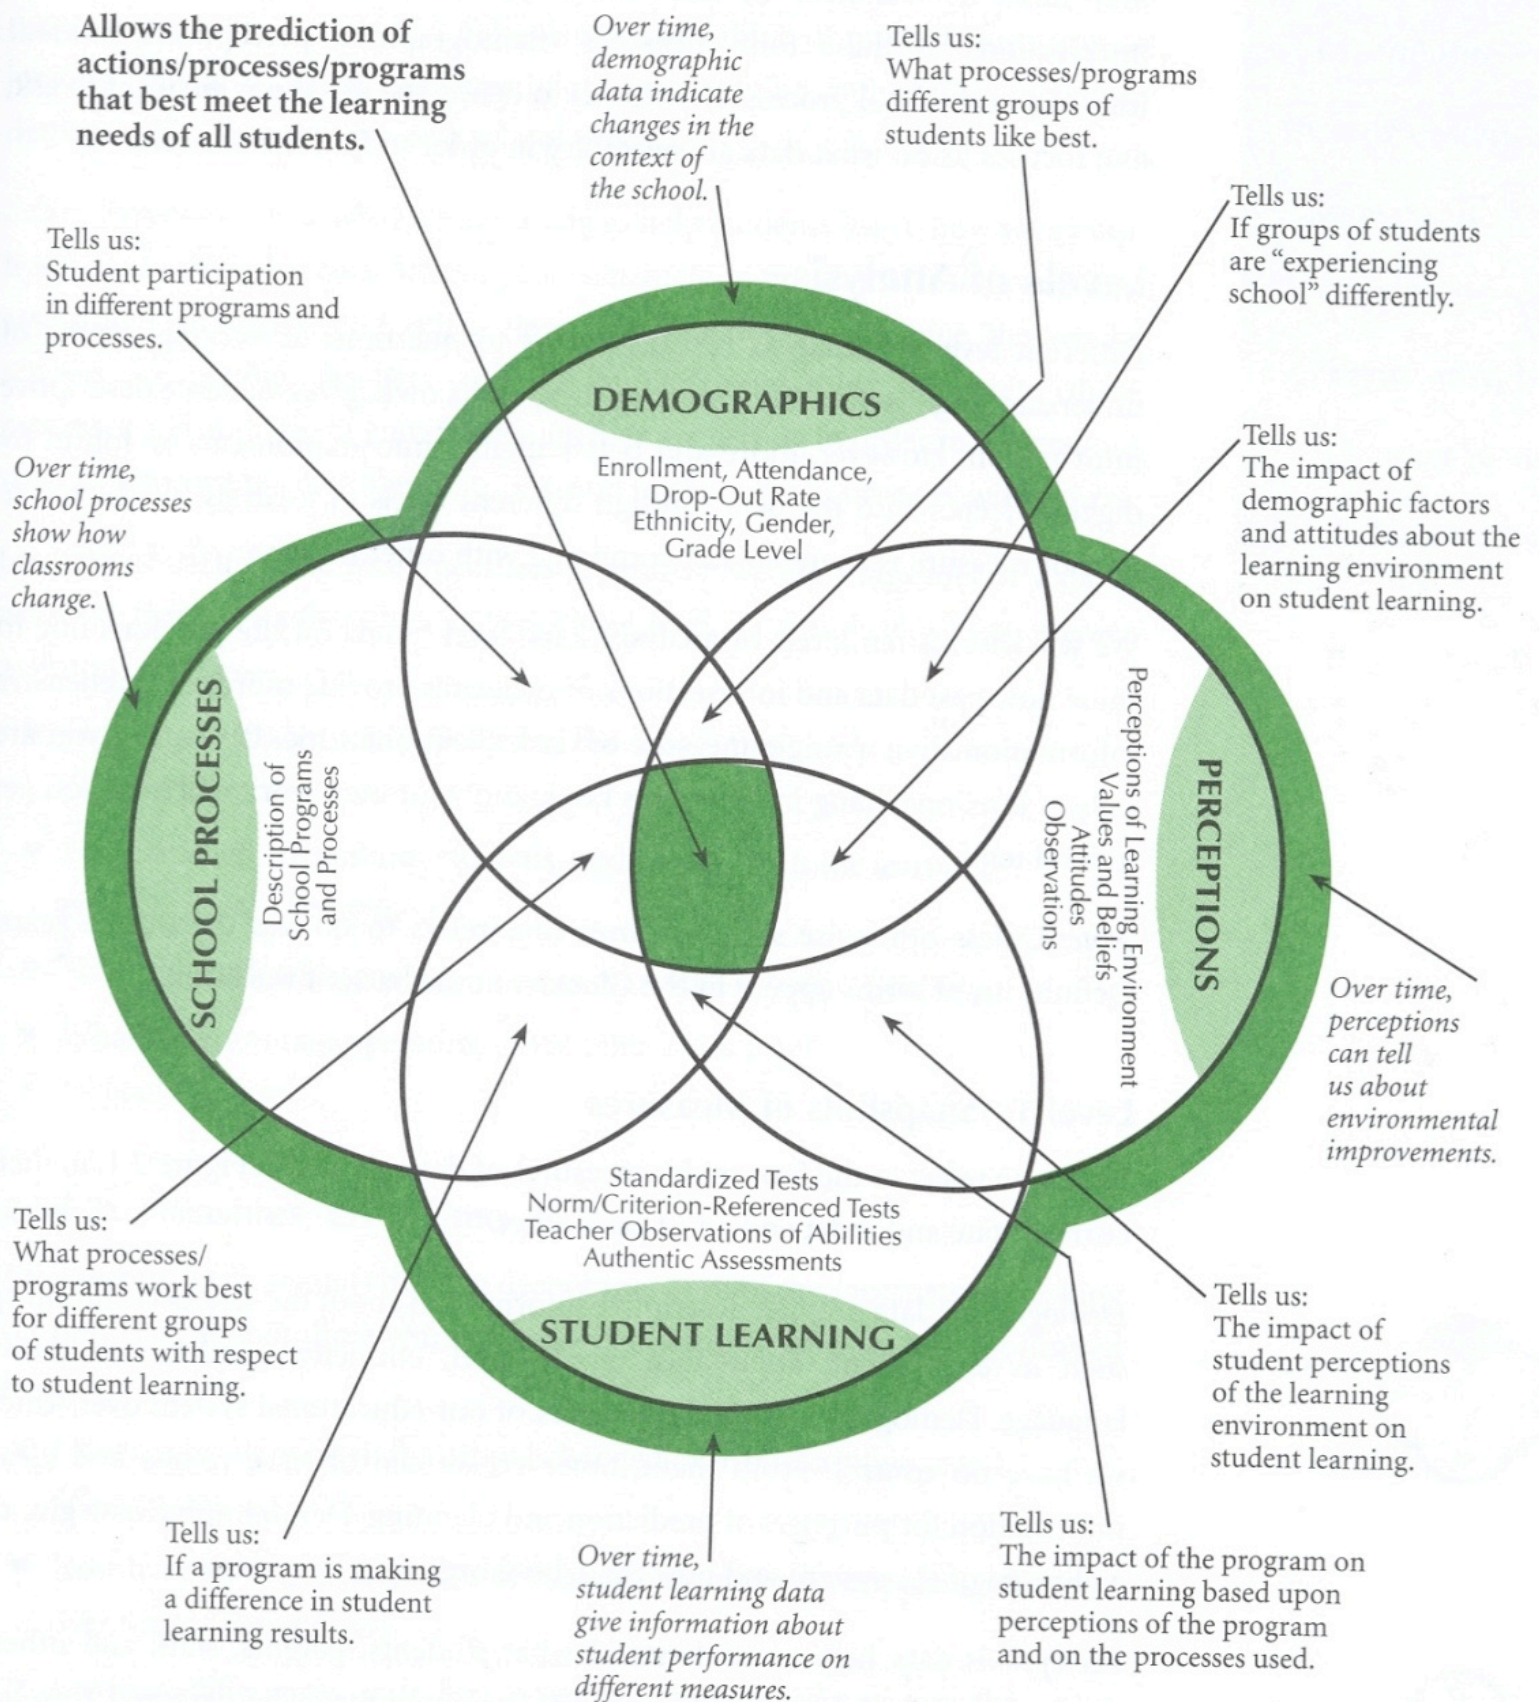 Allows the prediction of
actions/processes/programs
that best meet the learning
needs of all students.
Over time,
demographic
data indicate
changes in the
context of
the school.
Tells us:
What processes/programs
different groups of
students like best.
Tells us:
If groups of students
are “experiencing
school” differently.
Tells us:
Student participation
in different programs and
processes.
DEMOGRAPHICS
Enrollment, Attendance,
Drop-Out Rate
Ethnicity, Gender,
Grade Level
Tells us:
The impact of
demographic factors
and attitudes about the
learning environment
on student learning.
Over time,
school processes
show how
classrooms
change.
SCHOOL PROCESSES
Description of
School Programs
and Processes
PERCEPTIONS
Perceptions of Learning Environment
Values and Beliefs
Attitudes
Observations
Over time,
perceptions
can tell
us about
environmental
improvements.
Standardized Tests
Norm/Criterion-Referenced Tests
Teacher Observations of Abilities
Authentic Assessments
STUDENT LEARNING
Tells us:
What processes/
programs work best
for different groups
of students with respect
to student learning.
Tells us:
The impact of
student perceptions
of the learning
environment on
student learning.
Tells us:
If a program is making
a difference in student
learning results.
Over time,
student learning data
give information about
student performance on
different measures.
Tells us:
The impact of the program on
student learning based upon
perceptions of the program
and on the processes used.